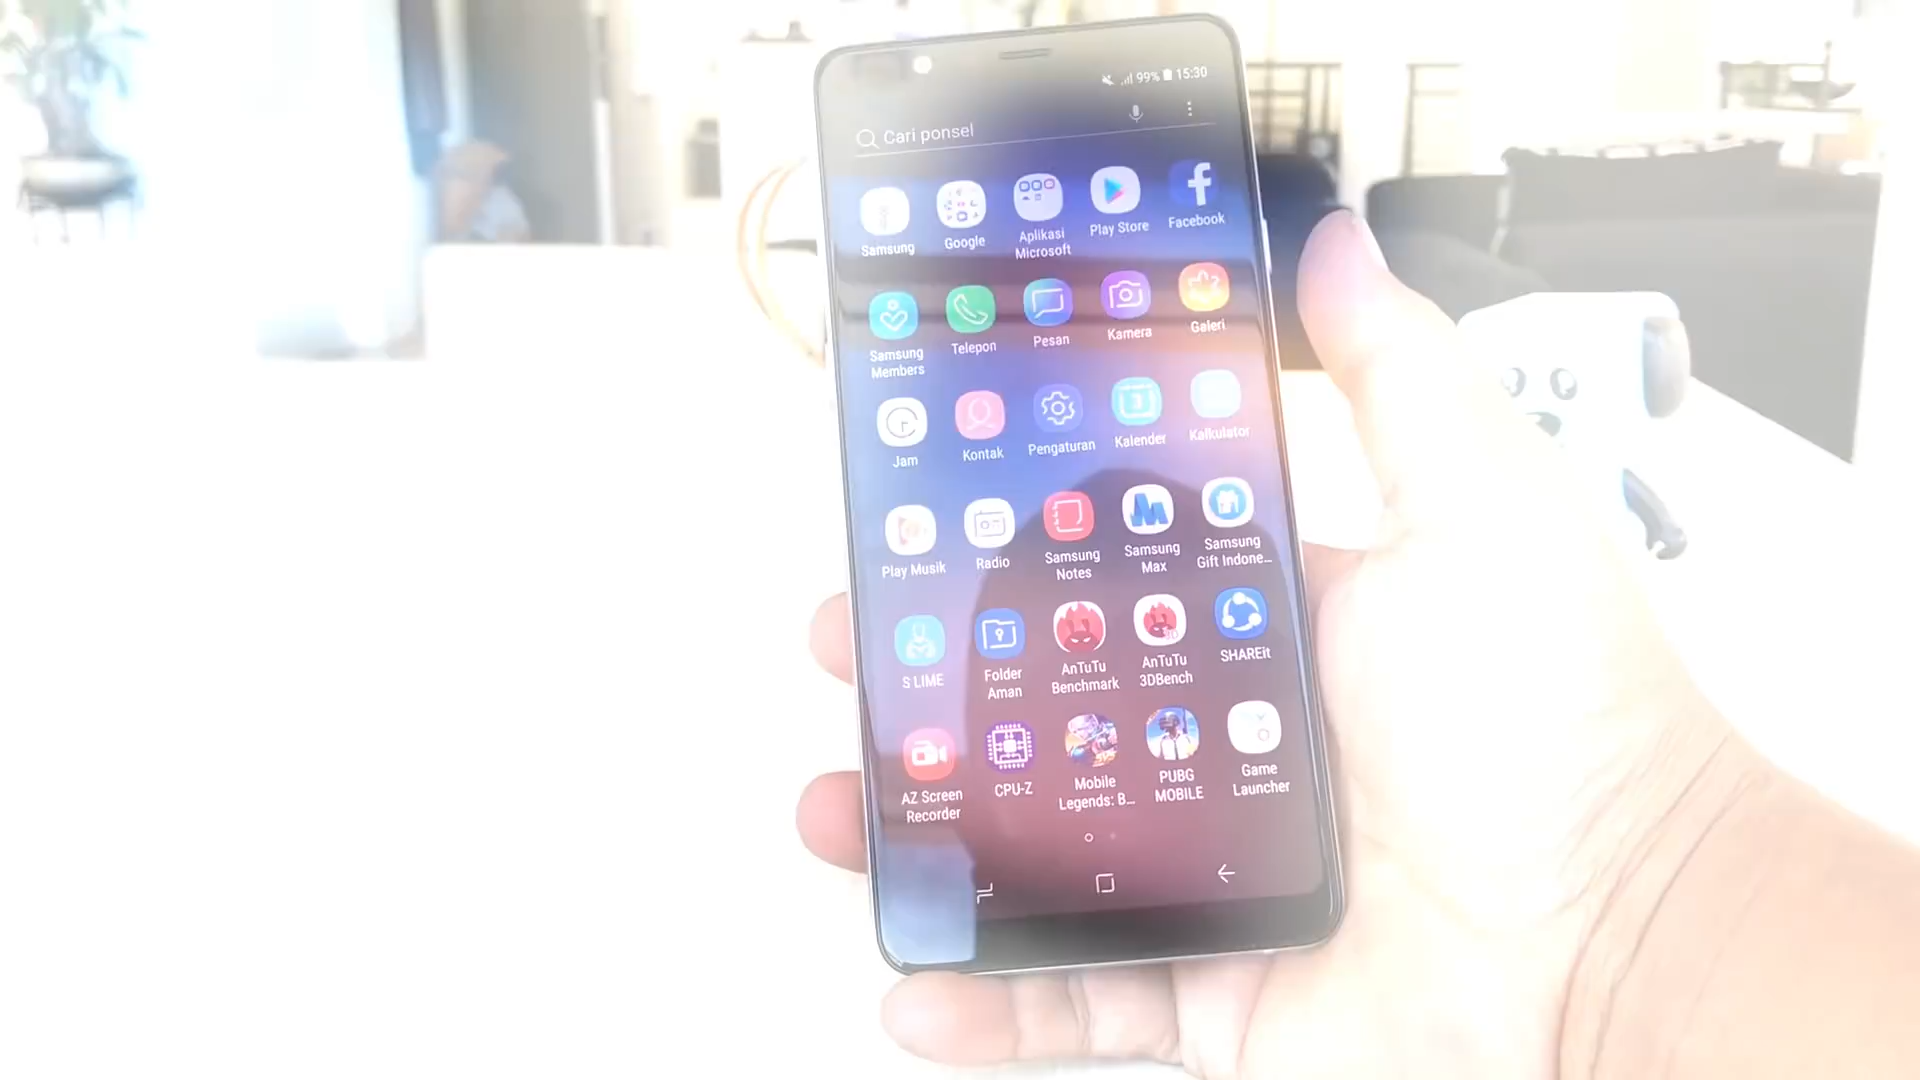 99% 15:30
Cari ponsel
Samsung
Google
Aplikasi
Microsoft
Play Store
Facebook
Samsung
Members
Telepon
Pesan
Kamera
Galeri
Jam
Kontak
Pengaturan
Kalender
Kalkulator
Play Musik
Radio
Samsung
Notes
Samsung
Max
Samsung
Gift Indone...
S LIME
Folder
Aman
AnTuTu
Benchmark
AnTuTu
3DBench
SHAREit
AZ Screen
Recorder
CPU-Z
Mobile
Legends: B...
PUBG
MOBILE
Game
Launcher